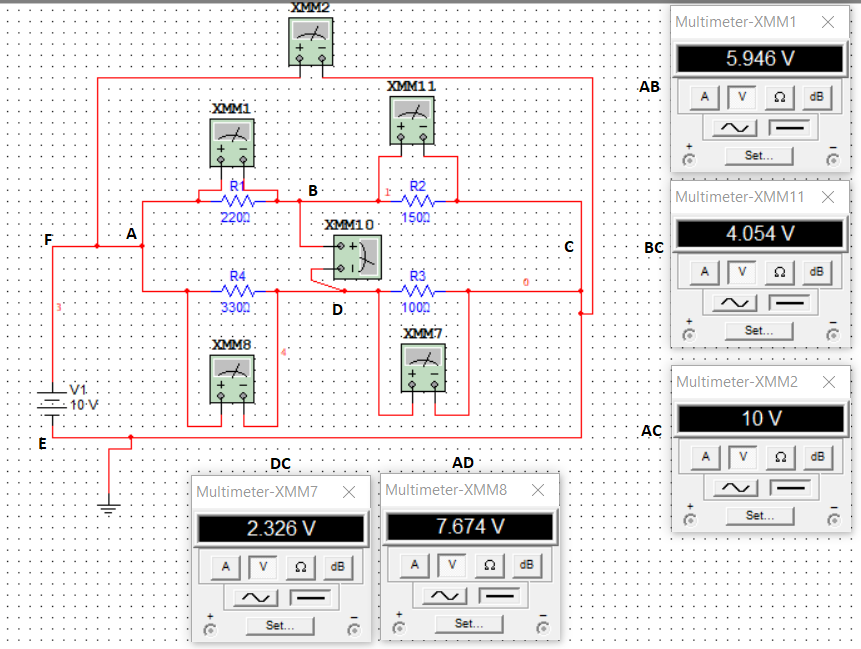 XMM2
XMM11
XMM1
R1
220Ω
B
1
R2
150Ω
XMM10
F
A
C
R4
330Ω
D
R3
100Ω
0
3
XMM8
4
XMM7
V1
10 V
E
Multimeter-XMM1
AB
5.946 V
A V Ω dB
+ Set... −
Multimeter-XMM11
BC
4.054 V
A V Ω dB
+ Set... −
Multimeter-XMM2
AC
10 V
A V Ω dB
+ Set... −
DC
Multimeter-XMM7
2.326 V
A V Ω dB
+ Set... −
AD
Multimeter-XMM8
7.674 V
A V Ω dB
+ Set... −